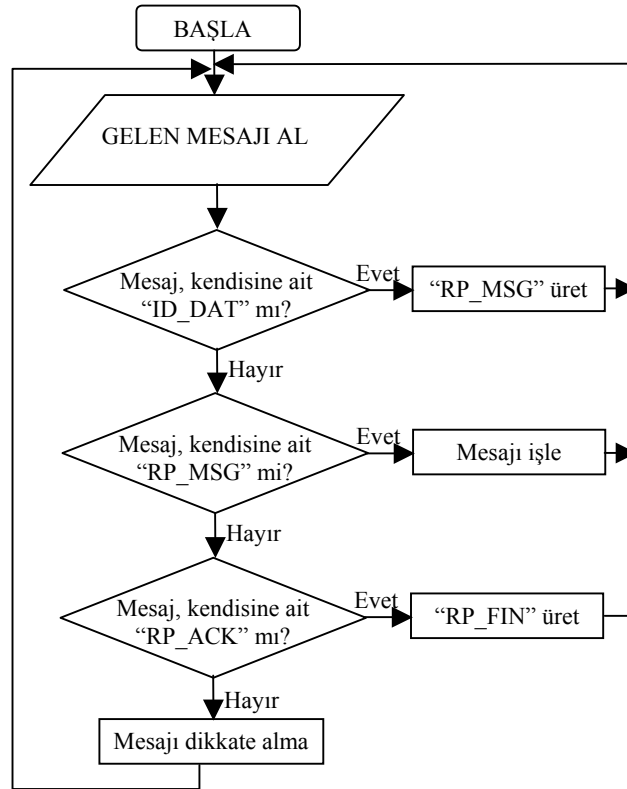 BAŞLA
GELEN MESAJI AL
Mesaj, kendisine ait
“ID_DAT” mı?
Evet
“RP_MSG” üret
Hayır
Mesaj, kendisine ait
“RP_MSG” mi?
Evet
Mesajı işle
Hayır
Mesaj, kendisine ait
“RP_ACK” mı?
Evet
“RP_FIN” üret
Hayır
Mesajı dikkate alma